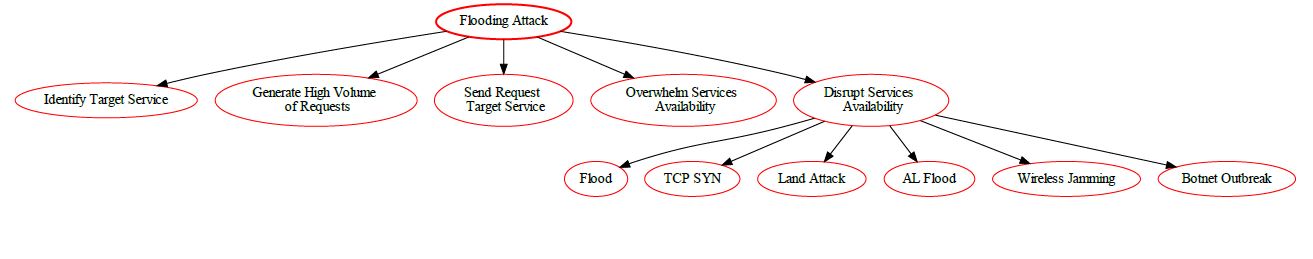 Flooding Attack
Identify Target Service
Generate High Volume
of Requests
Send Request
Target Service
Overwhelm Services
Availability
Disrupt Services
Availability
Flood
TCP SYN
Land Attack
AL Flood
Wireless Jamming
Botnet Outbreak